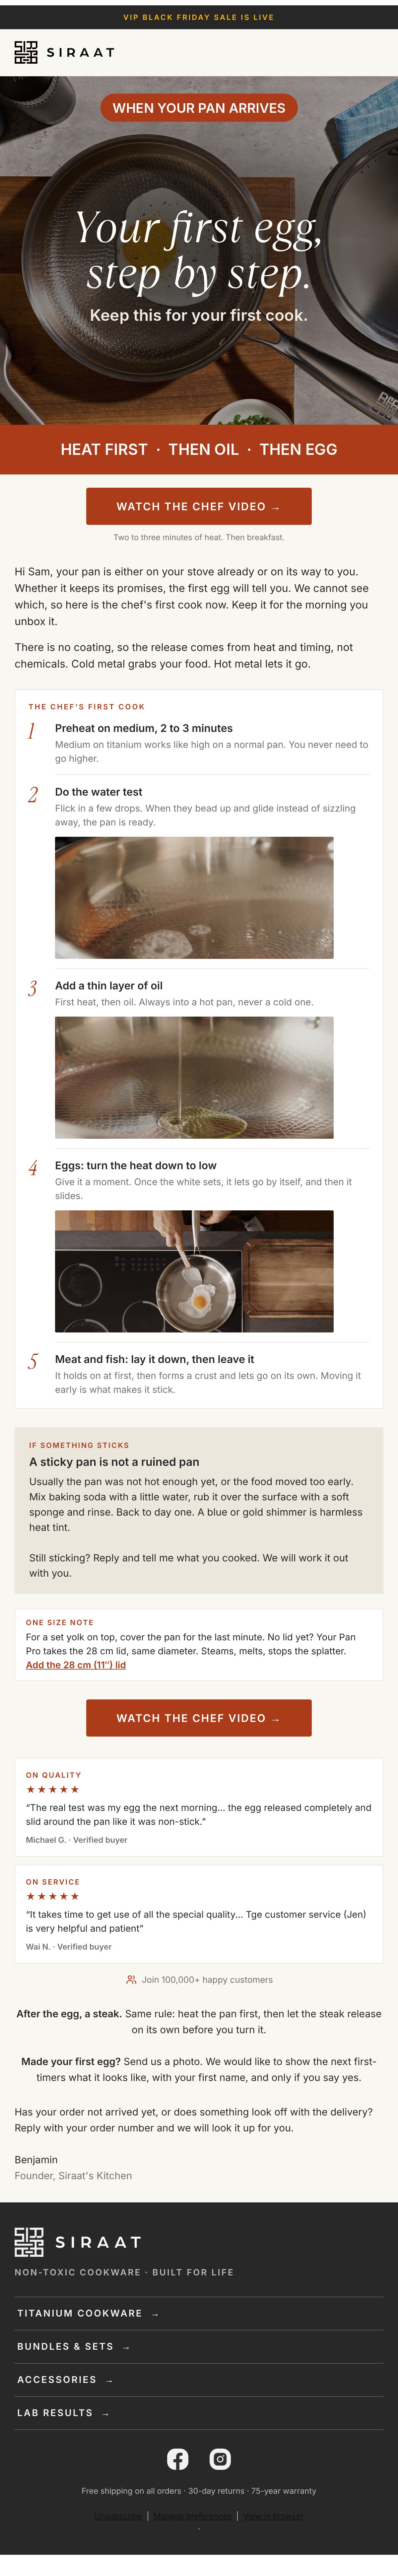 VIP BLACK FRIDAY SALE IS LIVE
SIRAAT
WHEN YOUR PAN ARRIVES
Your first egg,
step by step.
Keep this for your first cook.
HEAT FIRST · THEN OIL · THEN EGG
WATCH THE CHEF VIDEO →
Two to three minutes of heat. Then breakfast.
Hi Sam, your pan is either on your stove already or on its way to you.
Whether it keeps its promises, the first egg will tell you. We cannot see
which, so here is the chef's first cook now. Keep it for the morning you
unbox it.
There is no coating, so the release comes from heat and timing, not
chemicals. Cold metal grabs your food. Hot metal lets it go.
THE CHEF'S FIRST COOK
1 Preheat on medium, 2 to 3 minutes
Medium on titanium works like high on a normal pan. You never need to
go higher.
2 Do the water test
Flick in a few drops. When they bead up and glide instead of sizzling
away, the pan is ready.
3 Add a thin layer of oil
First heat, then oil. Always into a hot pan, never a cold one.
4 Eggs: turn the heat down to low
Give it a moment. Once the white sets, it lets go by itself, and then it
slides.
5 Meat and fish: lay it down, then leave it
It holds on at first, then forms a crust and lets go on its own. Moving it
early is what makes it stick.
IF SOMETHING STICKS
A sticky pan is not a ruined pan
Usually the pan was not hot enough yet, or the food moved too early.
Mix baking soda with a little water, rub it over the surface with a soft
sponge and rinse. Back to day one. A blue or gold shimmer is harmless
heat tint.
Still sticking? Reply and tell me what you cooked. We will work it out
with you.
ONE SIZE NOTE
For a set yolk on top, cover the pan for the last minute. No lid yet? Your Pan
Pro takes the 28 cm lid, same diameter. Steams, melts, stops the splatter.
Add the 28 cm (11″) lid
WATCH THE CHEF VIDEO →
ON QUALITY
★★★★★
“The real test was my egg the next morning... the egg released completely and
slid around the pan like it was non-stick.”
Michael G. · Verified buyer
ON SERVICE
★★★★★
“It takes time to get use of all the special quality... Tge customer service (Jen)
is very helpful and patient”
Wai N. · Verified buyer
Join 100,000+ happy customers
After the egg, a steak. Same rule: heat the pan first, then let the steak release
on its own before you turn it.
Made your first egg? Send us a photo. We would like to show the next first-
timers what it looks like, with your first name, and only if you say yes.
Has your order not arrived yet, or does something look off with the delivery?
Reply with your order number and we will look it up for you.
Benjamin
Founder, Siraat's Kitchen
SIRAAT
NON-TOXIC COOKWARE · BUILT FOR LIFE
TITANIUM COOKWARE →
BUNDLES & SETS →
ACCESSORIES →
LAB RESULTS →
Free shipping on all orders · 30-day returns · 75-year warranty
Unsubscribe | Manage preferences | View in browser